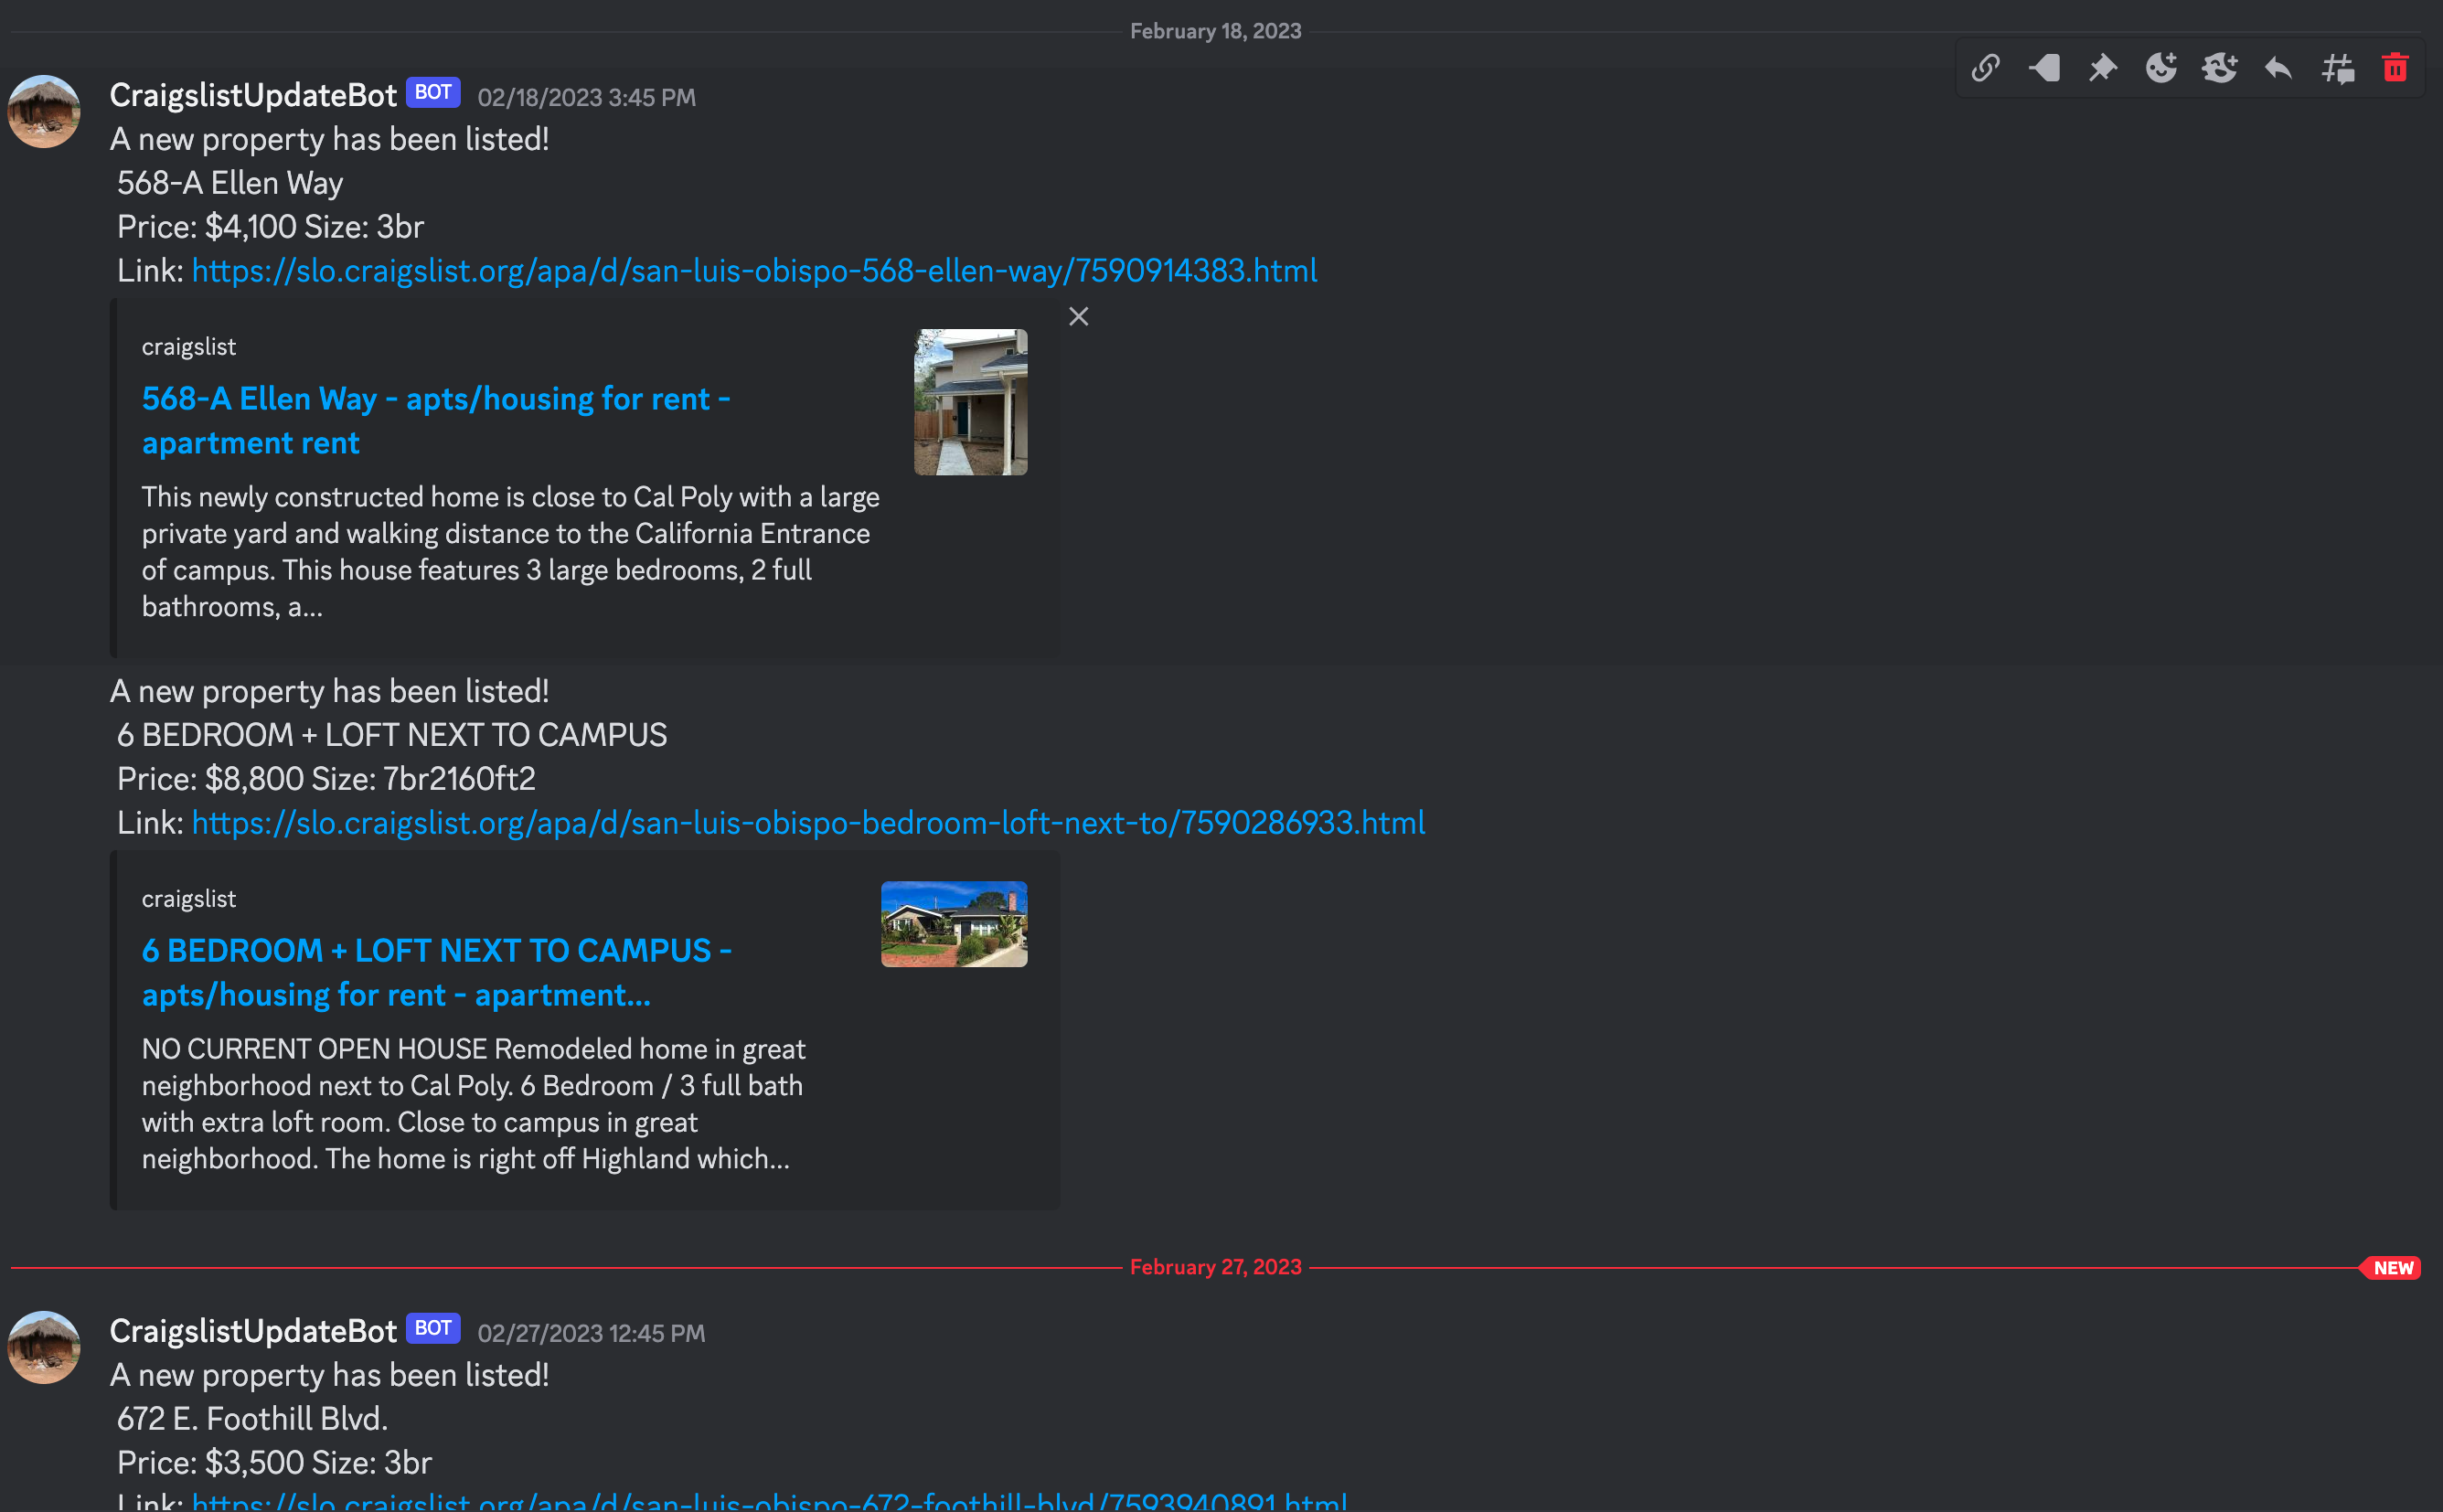 February 18, 2023
CraigslistUpdateBot BOT 02/18/2023 3:45 PM
A new property has been listed!
568-A Ellen Way
Price: $4,100 Size: 3br
Link: https://slo.craigslist.org/apa/d/san-luis-obispo-568-ellen-way/7590914383.html
craigslist
568-A Ellen Way - apts/housing for rent -
apartment rent
This newly constructed home is close to Cal Poly with a large
private yard and walking distance to the California Entrance
of campus. This house features 3 large bedrooms, 2 full
bathrooms, a...
A new property has been listed!
6 BEDROOM + LOFT NEXT TO CAMPUS
Price: $8,800 Size: 7br2160ft2
Link: https://slo.craigslist.org/apa/d/san-luis-obispo-bedroom-loft-next-to/7590286933.html
craigslist
6 BEDROOM + LOFT NEXT TO CAMPUS -
apts/housing for rent - apartment...
NO CURRENT OPEN HOUSE Remodeled home in great
neighborhood next to Cal Poly. 6 Bedroom / 3 full bath
with extra loft room. Close to campus in great
neighborhood. The home is right off Highland which...
February 27, 2023 NEW
CraigslistUpdateBot BOT 02/27/2023 12:45 PM
A new property has been listed!
672 E. Foothill Blvd.
Price: $3,500 Size: 3br
Link: https://slo.craigslist.org/apa/d/san-luis-obispo-672-foothill-blvd/7593940891.html